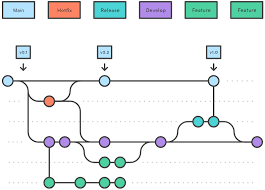 Main
Hotfix
Release
Develop
Feature
Feature
v0.1
v0.2
v1.0